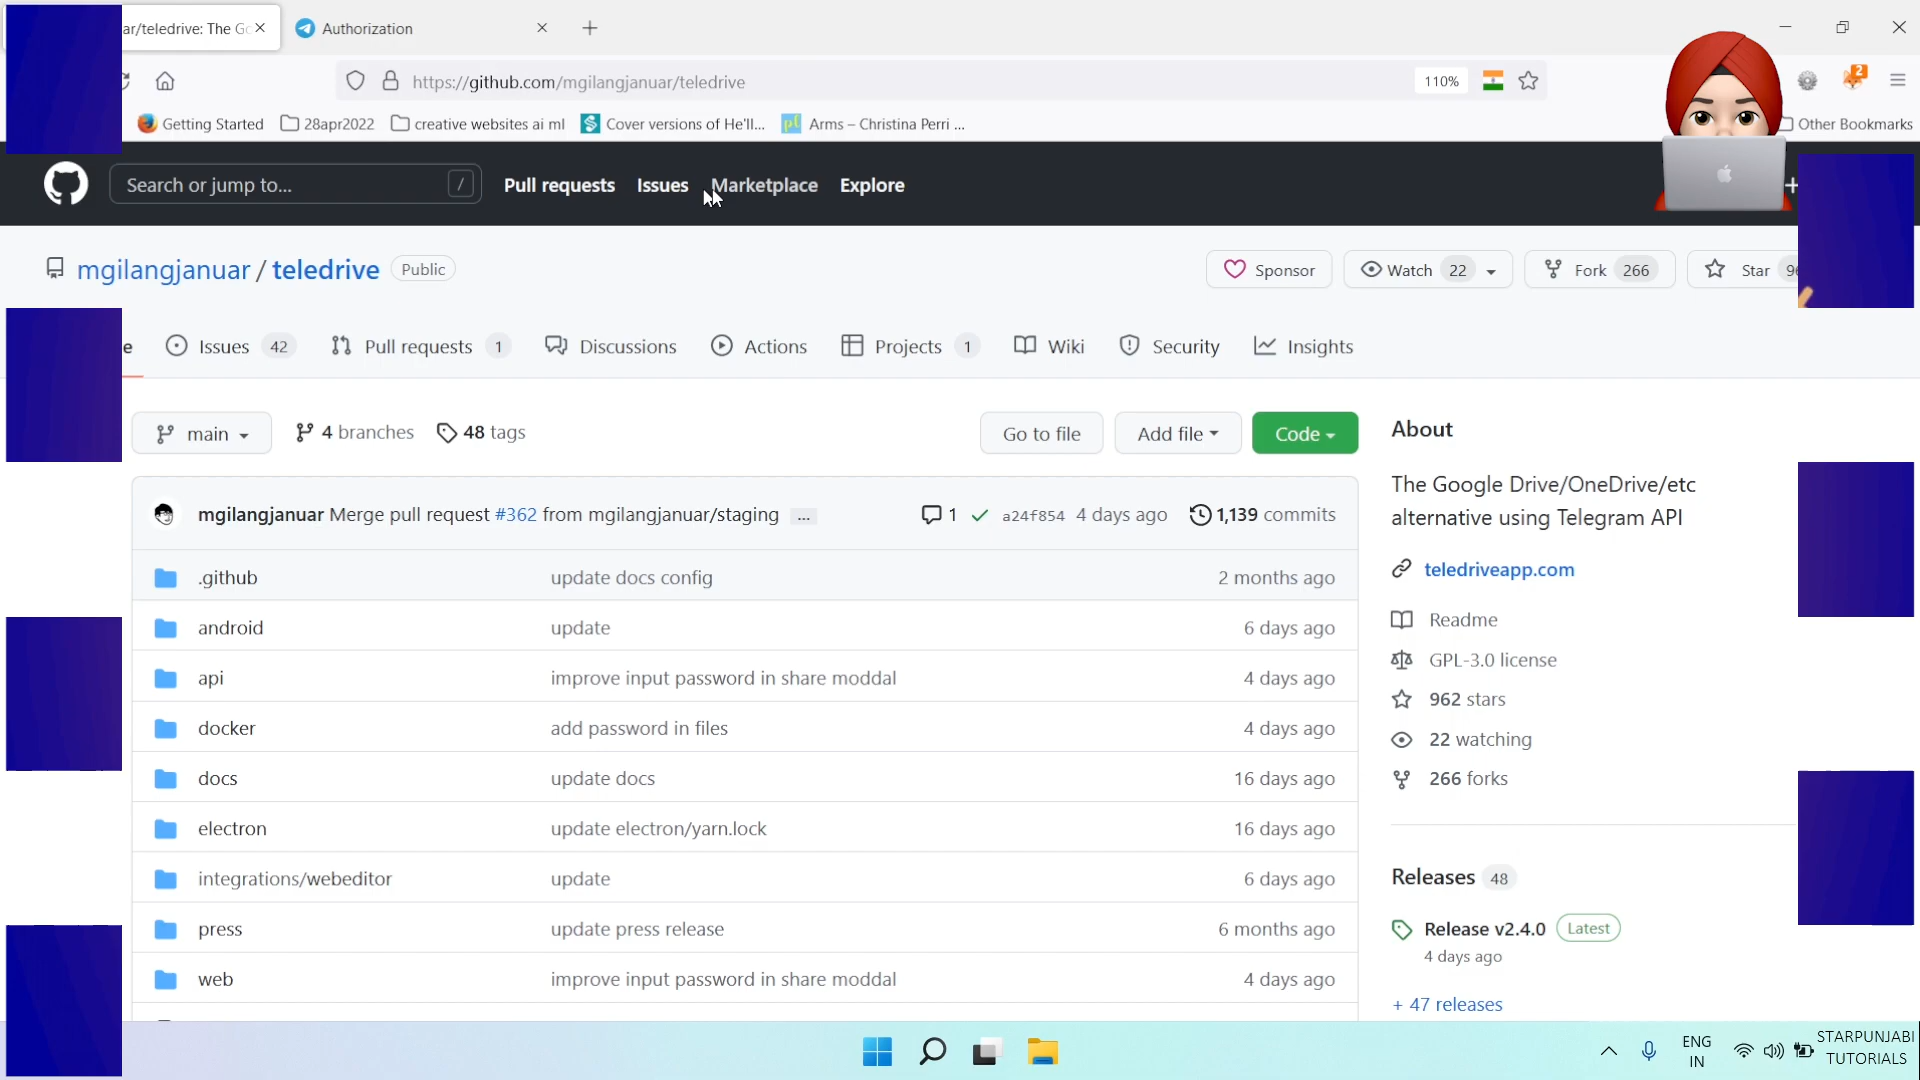 ar/teledrive: The Go
Authorization
https://github.com/mgilangjanuar/teledrive
110%
2
Getting Started
28apr2022
creative websites ai ml
Cover versions of He'll...
Arms – Christina Perri ...
Other Bookmarks
Search or jump to...
/
Pull requests
Issues
Marketplace
Explore
mgilangjanuar / teledrive
Public
Sponsor
Watch 22
Fork 266
Star
e
Issues 42
Pull requests 1
Discussions
Actions
Projects 1
Wiki
Security
Insights
main
4 branches
48 tags
Go to file
Add file
Code
mgilangjanuar Merge pull request #362 from mgilangjanuar/staging ...
1
a24f854 4 days ago
1,139 commits
.github update docs config 2 months ago
android update 6 days ago
api improve input password in share moddal 4 days ago
docker add password in files 4 days ago
docs update docs 16 days ago
electron update electron/yarn.lock 16 days ago
integrations/webeditor update 6 days ago
press update press release 6 months ago
web improve input password in share moddal 4 days ago
About
The Google Drive/OneDrive/etc
alternative using Telegram API
teledriveapp.com
Readme
GPL-3.0 license
962 stars
22 watching
266 forks
Releases 48
Release v2.4.0 Latest
4 days ago
+ 47 releases
ENG
IN
STARPUNJABI
TUTORIALS